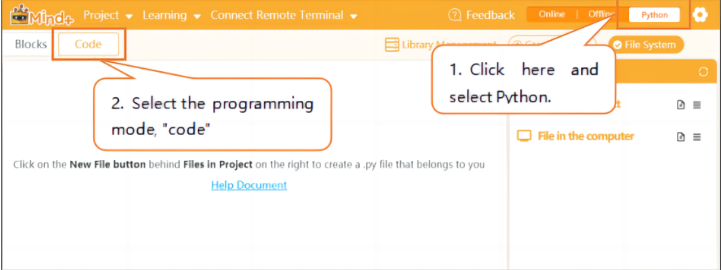 Mind+ Project Learning Connect Remote Terminal Feedback Online Offl Python
Blocks Code Library Management File System
1. Click here and
select Python.
2. Select the programming
mode, "code"
File in the computer
Click on the New File button behind Files in Project on the right to create a .py file that belongs to you
Help Document